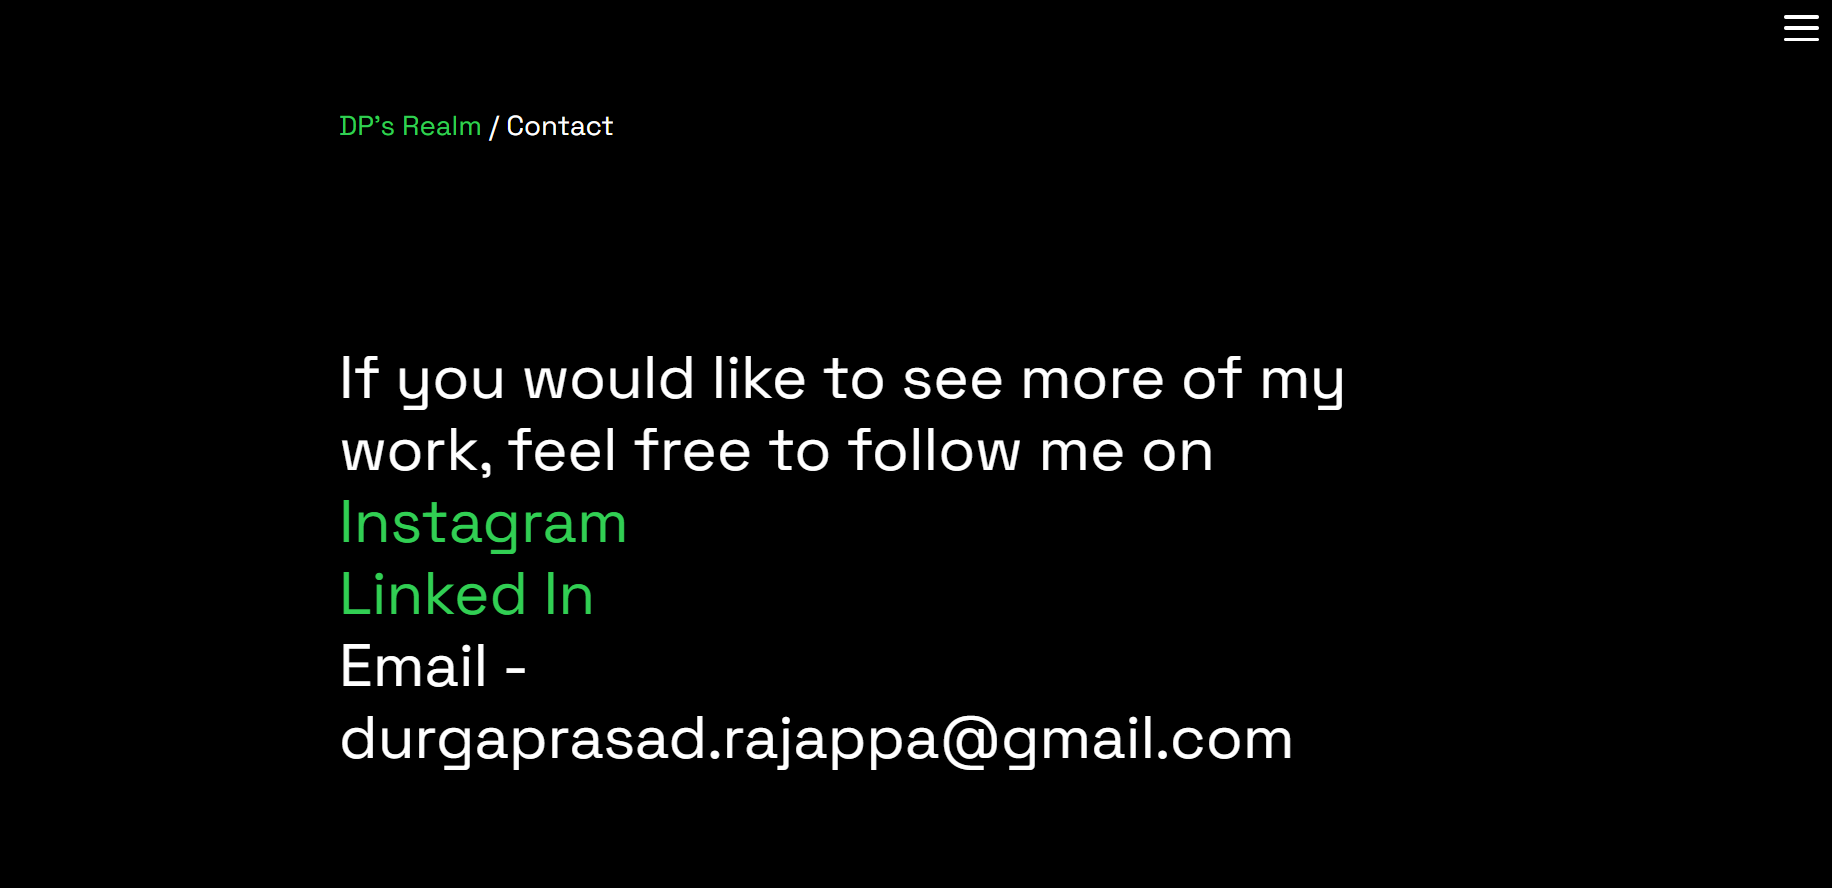 DP's Realm / Contact
If you would like to see more of my
work, feel free to follow me on
Instagram
Linked In
Email -
durgaprasad.rajappa@gmail.com